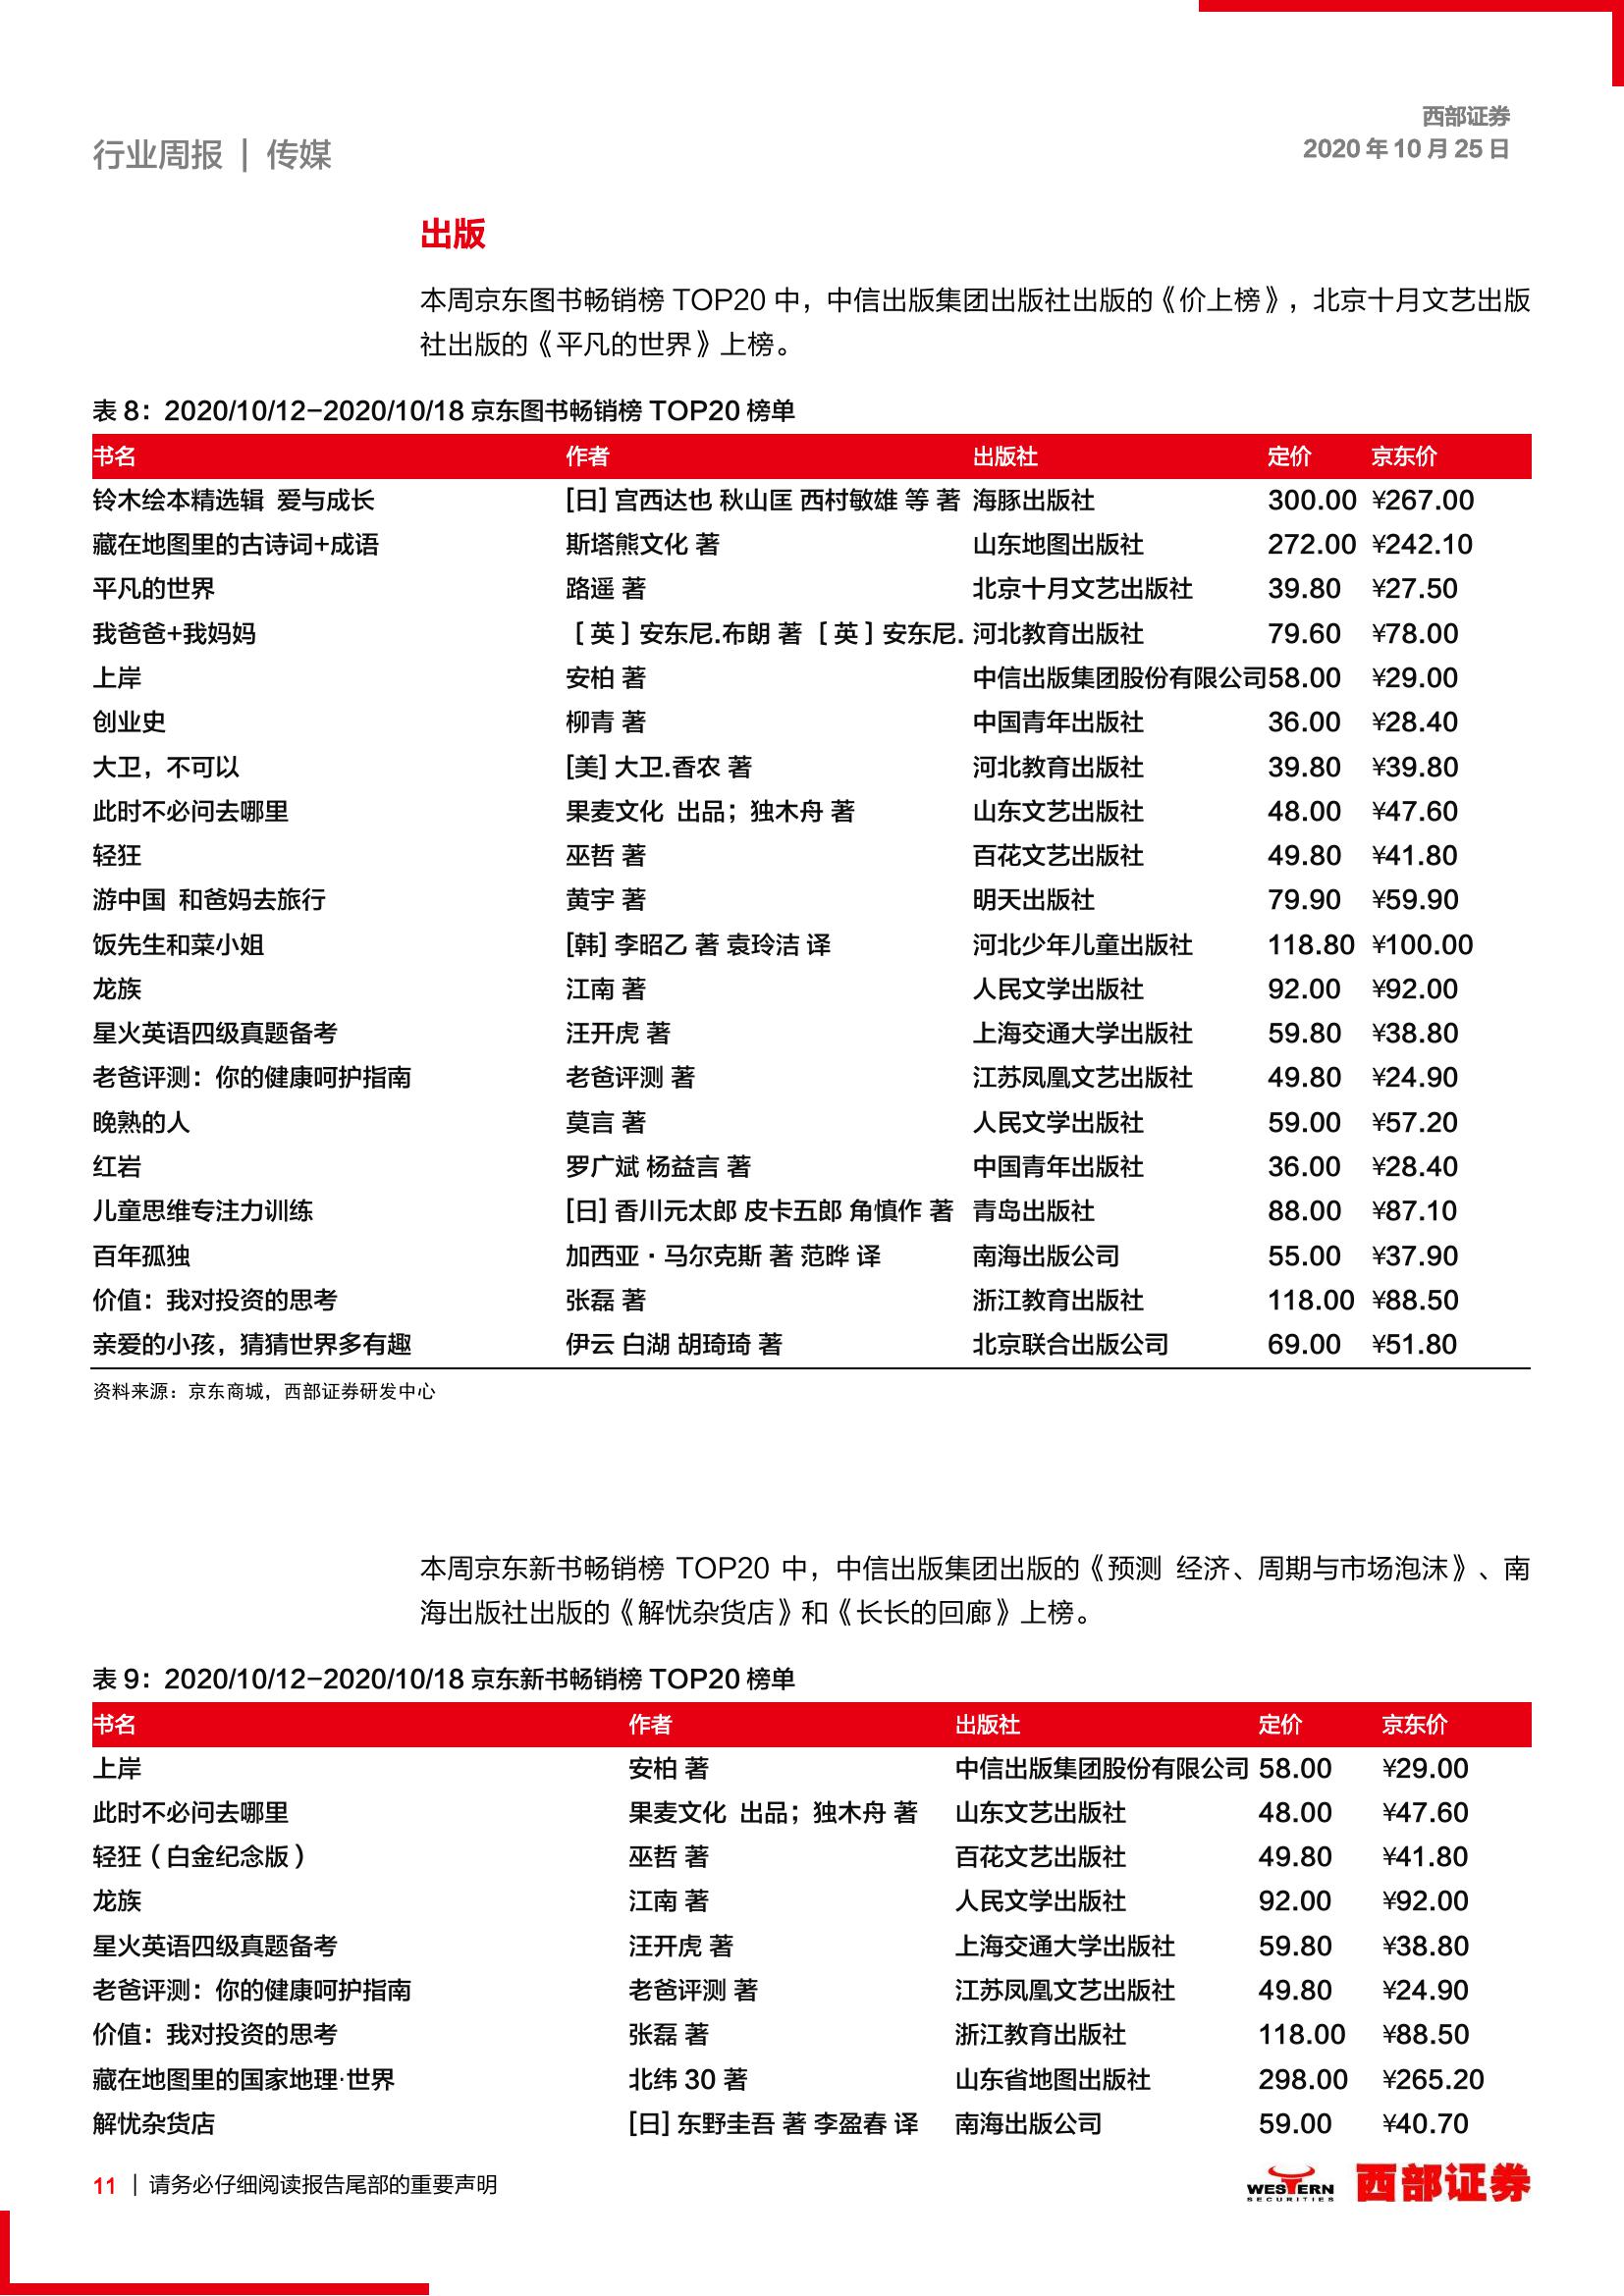 西部证券
行业周报 | 传媒
2020 年 10 月 25 日
出版
本周京东图书畅销榜 TOP20 中，中信出版集团出版社出版的《价上榜》，北京十月文艺出版
社出版的《平凡的世界》上榜。
表 8：2020/10/12-2020/10/18 京东图书畅销榜 TOP20 榜单
书名 作者 出版社 定价 京东价
铃木绘本精选辑 爱与成长 [日] 宫西达也 秋山匡 西村敏雄 等 著 海豚出版社 300.00 ¥267.00
藏在地图里的古诗词+成语 斯塔熊文化 著 山东地图出版社 272.00 ¥242.10
平凡的世界 路遥 著 北京十月文艺出版社 39.80 ¥27.50
我爸爸+我妈妈 ［英］安东尼.布朗 著［英］安东尼. 河北教育出版社 79.60 ¥78.00
上岸 安柏 著 中信出版集团股份有限公司 58.00 ¥29.00
创业史 柳青 著 中国青年出版社 36.00 ¥28.40
大卫，不可以 [美] 大卫.香农 著 河北教育出版社 39.80 ¥39.80
此时不必问去哪里 果麦文化 出品；独木舟 著 山东文艺出版社 48.00 ¥47.60
轻狂 巫哲 著 百花文艺出版社 49.80 ¥41.80
游中国 和爸妈去旅行 黄宇 著 明天出版社 79.90 ¥59.90
饭先生和菜小姐 [韩] 李昭乙 著 袁玲洁 译 河北少年儿童出版社 118.80 ¥100.00
龙族 江南 著 人民文学出版社 92.00 ¥92.00
星火英语四级真题备考 汪开虎 著 上海交通大学出版社 59.80 ¥38.80
老爸评测：你的健康呵护指南 老爸评测 著 江苏凤凰文艺出版社 49.80 ¥24.90
晚熟的人 莫言 著 人民文学出版社 59.00 ¥57.20
红岩 罗广斌 杨益言 著 中国青年出版社 36.00 ¥28.40
儿童思维专注力训练 [日] 香川元太郎 皮卡五郎 角慎作 著 青岛出版社 88.00 ¥87.10
百年孤独 加西亚·马尔克斯 著 范晔 译 南海出版公司 55.00 ¥37.90
价值：我对投资的思考 张磊 著 浙江教育出版社 118.00 ¥88.50
亲爱的小孩，猜猜世界多有趣 伊云 白湖 胡琦琦 著 北京联合出版公司 69.00 ¥51.80
资料来源：京东商城，西部证券研发中心
本周京东新书畅销榜 TOP20 中，中信出版集团出版的《预测 经济、周期与市场泡沫》、南
海出版社出版的《解忧杂货店》和《长长的回廊》上榜。
表 9：2020/10/12-2020/10/18 京东新书畅销榜 TOP20 榜单
书名 作者 出版社 定价 京东价
上岸 安柏 著 中信出版集团股份有限公司 58.00 ¥29.00
此时不必问去哪里 果麦文化 出品；独木舟 著 山东文艺出版社 48.00 ¥47.60
轻狂（白金纪念版） 巫哲 著 百花文艺出版社 49.80 ¥41.80
龙族 江南 著 人民文学出版社 92.00 ¥92.00
星火英语四级真题备考 汪开虎 著 上海交通大学出版社 59.80 ¥38.80
老爸评测：你的健康呵护指南 老爸评测 著 江苏凤凰文艺出版社 49.80 ¥24.90
价值：我对投资的思考 张磊 著 浙江教育出版社 118.00 ¥88.50
藏在地图里的国家地理·世界 北纬 30 著 山东省地图出版社 298.00 ¥265.20
解忧杂货店 [日] 东野圭吾 著 李盈春 译 南海出版公司 59.00 ¥40.70
11 | 请务必仔细阅读报告尾部的重要声明
WESTERN
SECURITIES
西部证券